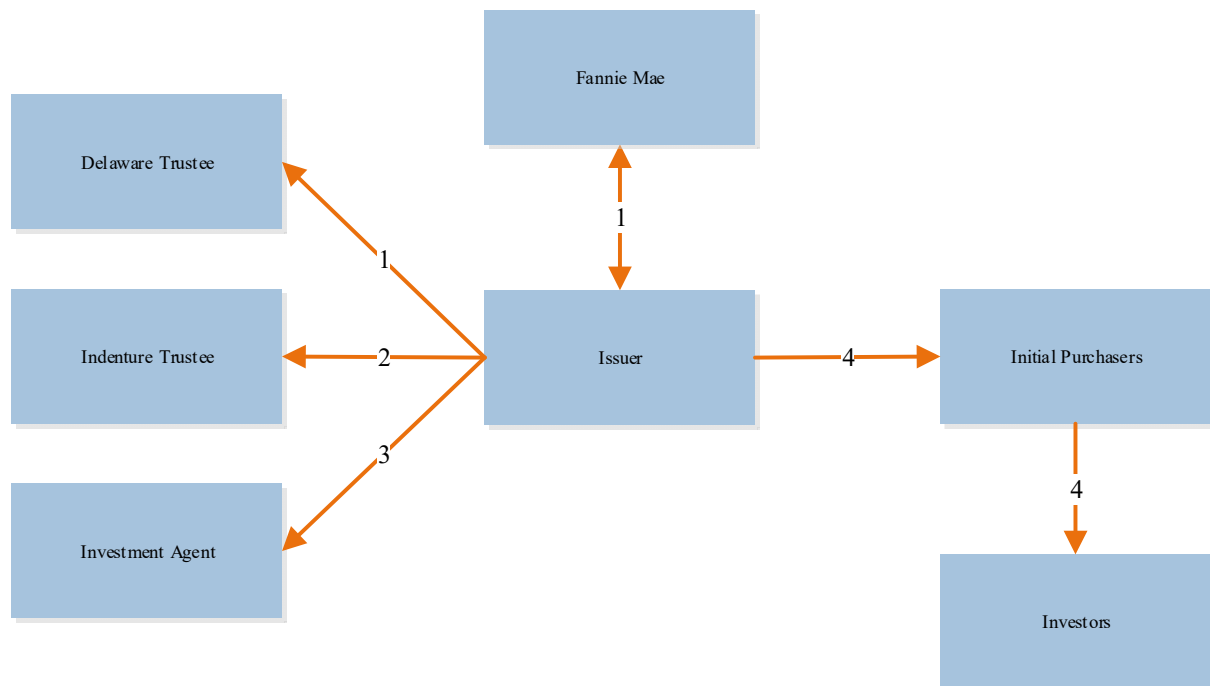 Fannie Mae
Delaware Trustee
1
1
Indenture Trustee
2
Issuer
4
Initial Purchasers
3
4
Investment Agent
Investors